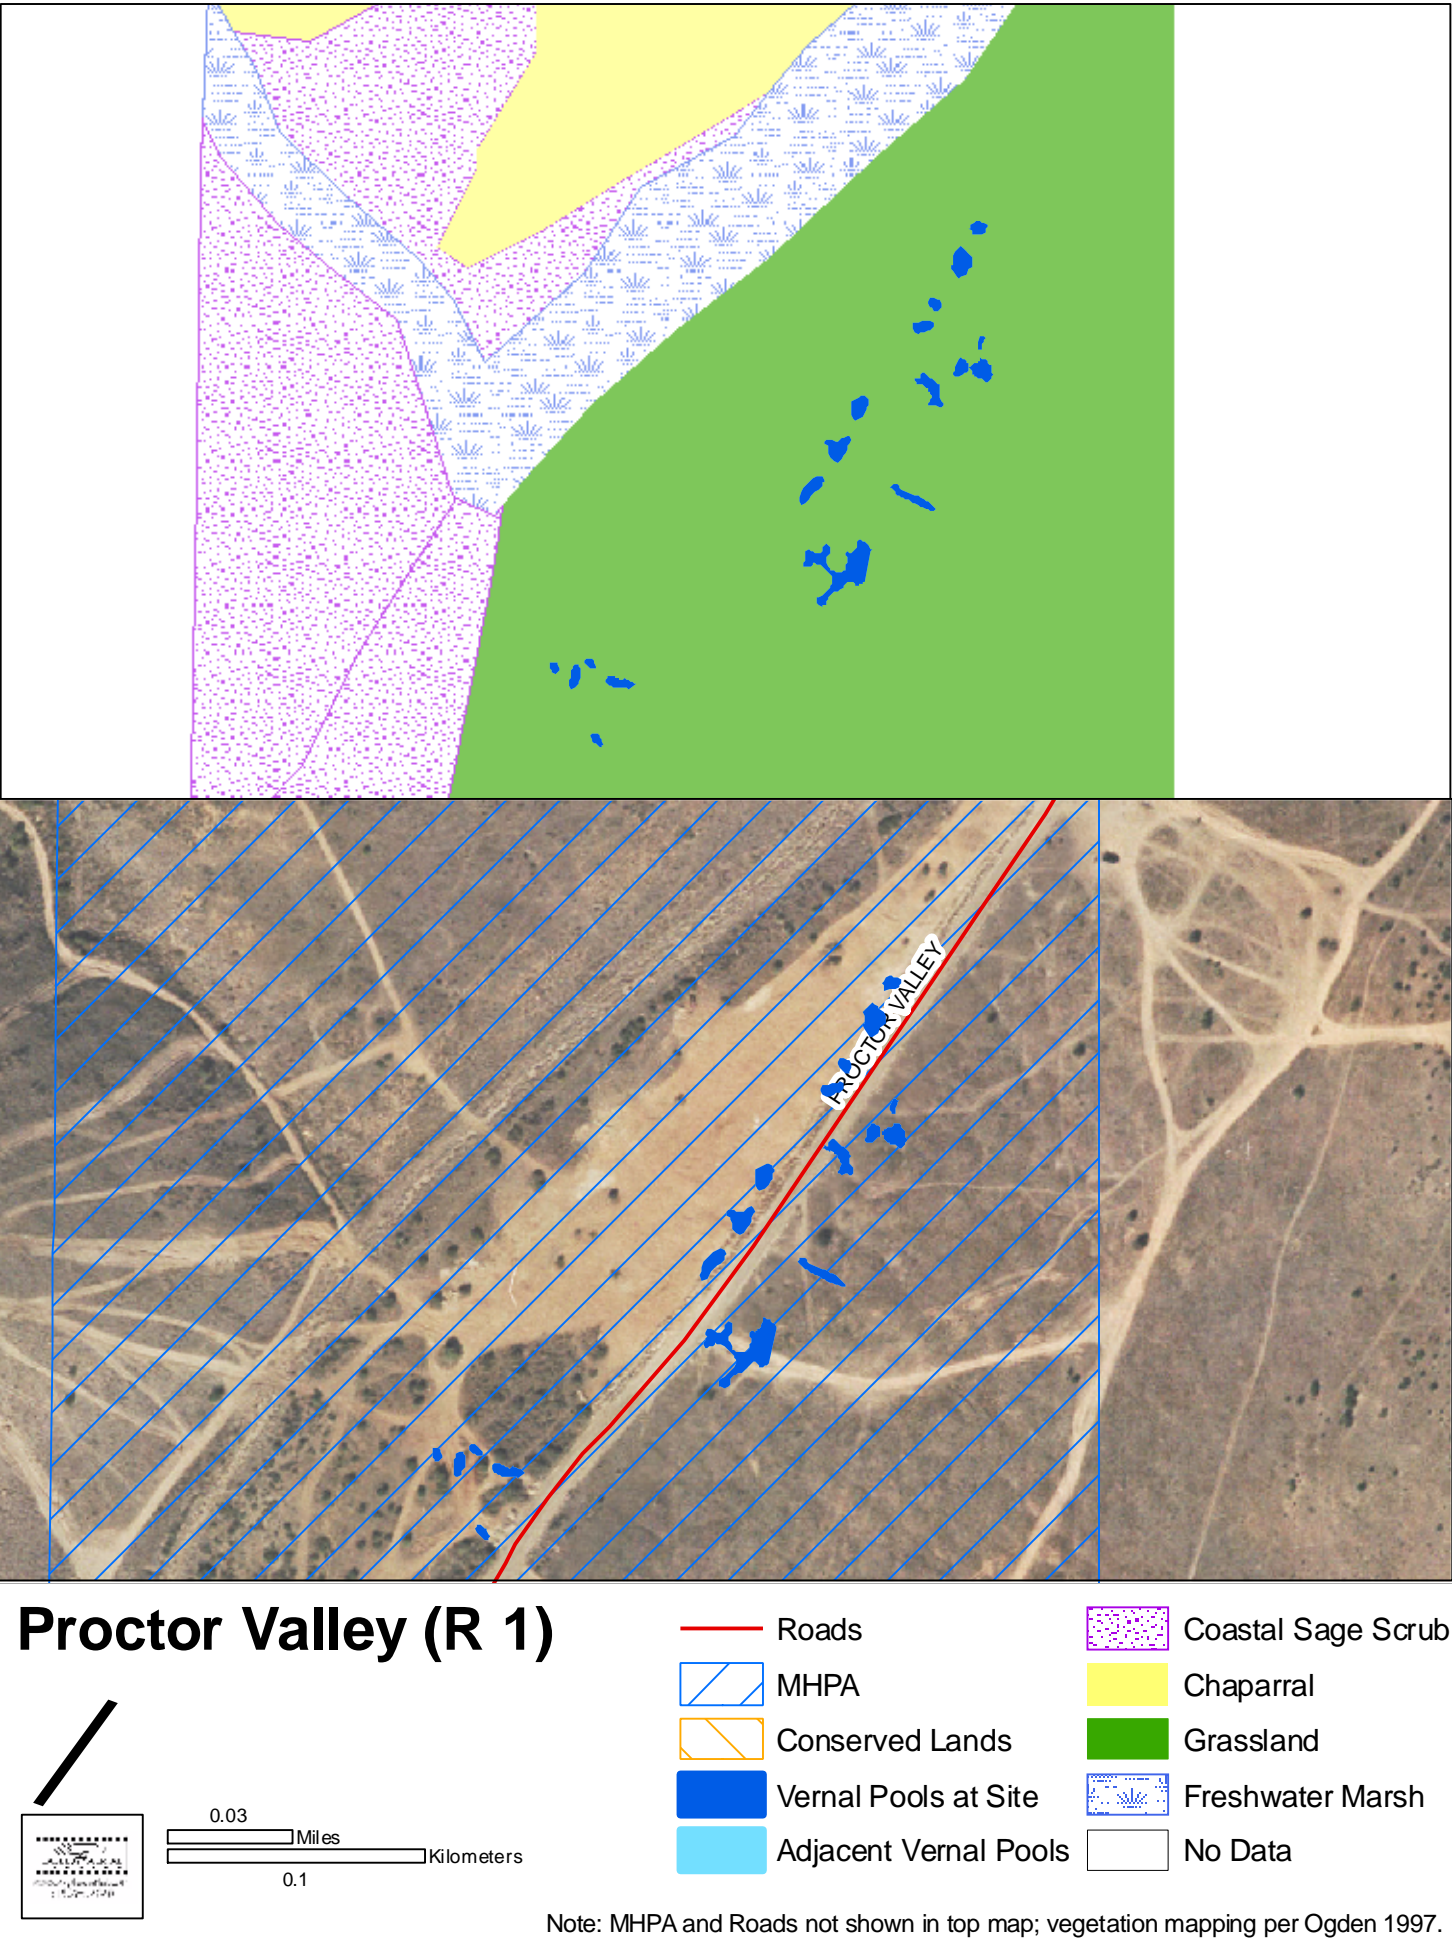 PROCTOR VALLEY
Proctor Valley (R 1)
0.03
Miles
Kilometers
0.1
Roads
MHPA
Conserved Lands
Vernal Pools at Site
Adjacent Vernal Pools
Coastal Sage Scrub
Chaparral
Grassland
Freshwater Marsh
No Data
Note: MHPA and Roads not shown in top map; vegetation mapping per Ogden 1997.